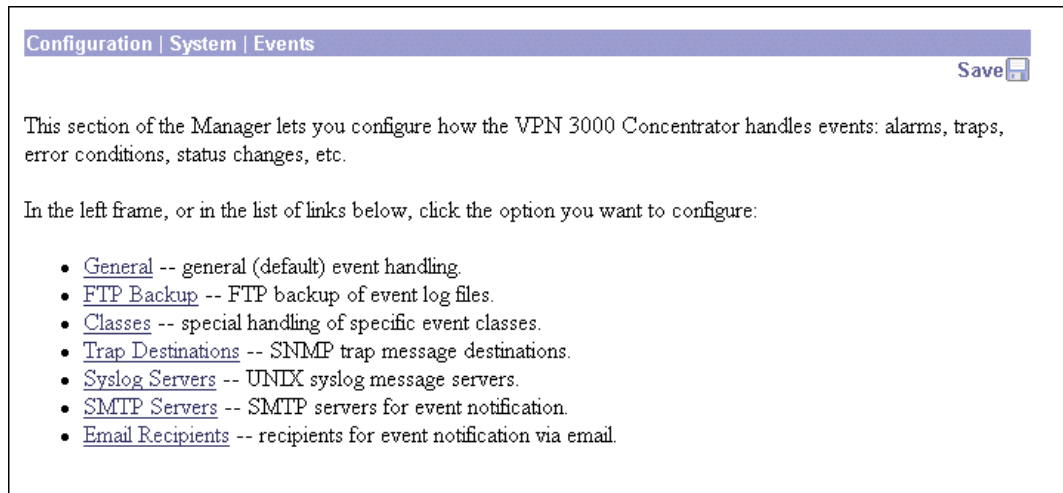 Configuration | System | Events
Save
This section of the Manager lets you configure how the VPN 3000 Concentrator handles events: alarms, traps,
error conditions, status changes, etc.
In the left frame, or in the list of links below, click the option you want to configure:
• General -- general (default) event handling.
• FTP Backup -- FTP backup of event log files.
• Classes -- special handling of specific event classes.
• Trap Destinations -- SNMP trap message destinations.
• Syslog Servers -- UNIX syslog message servers.
• SMTP Servers -- SMTP servers for event notification.
• Email Recipients -- recipients for event notification via email.